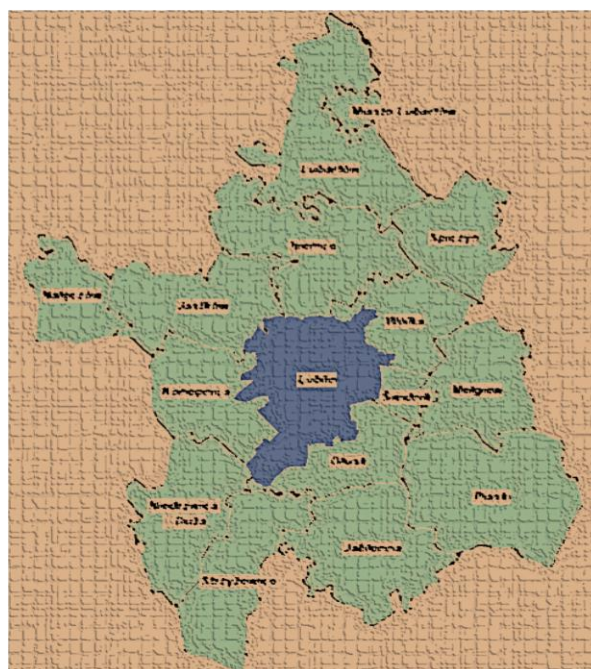 Miasto Lubartów
Lubartów
Niemce
Spiczyn
Nałęczów
Jastków
Wólka
Konopnica
Lublin
Świdnik
Mełgiew
Głusk
Piaski
Niedrzwica
Duża
Jabłonna
Strzyżewice